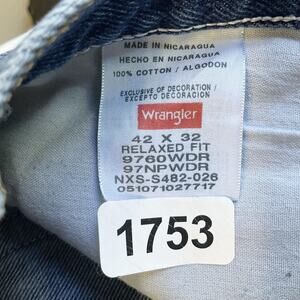 MADE IN NICARAGUA
HECHO EN NICARAGUA
100% COTTON / ALGODON
EXCLUSIVE OF DECORATION /
EXCEPTO DECORACION
Wrangler
42 X 32
RELAXED FIT
9760WDR
97NPWDR
NXS-S482-026
051071027717
1753